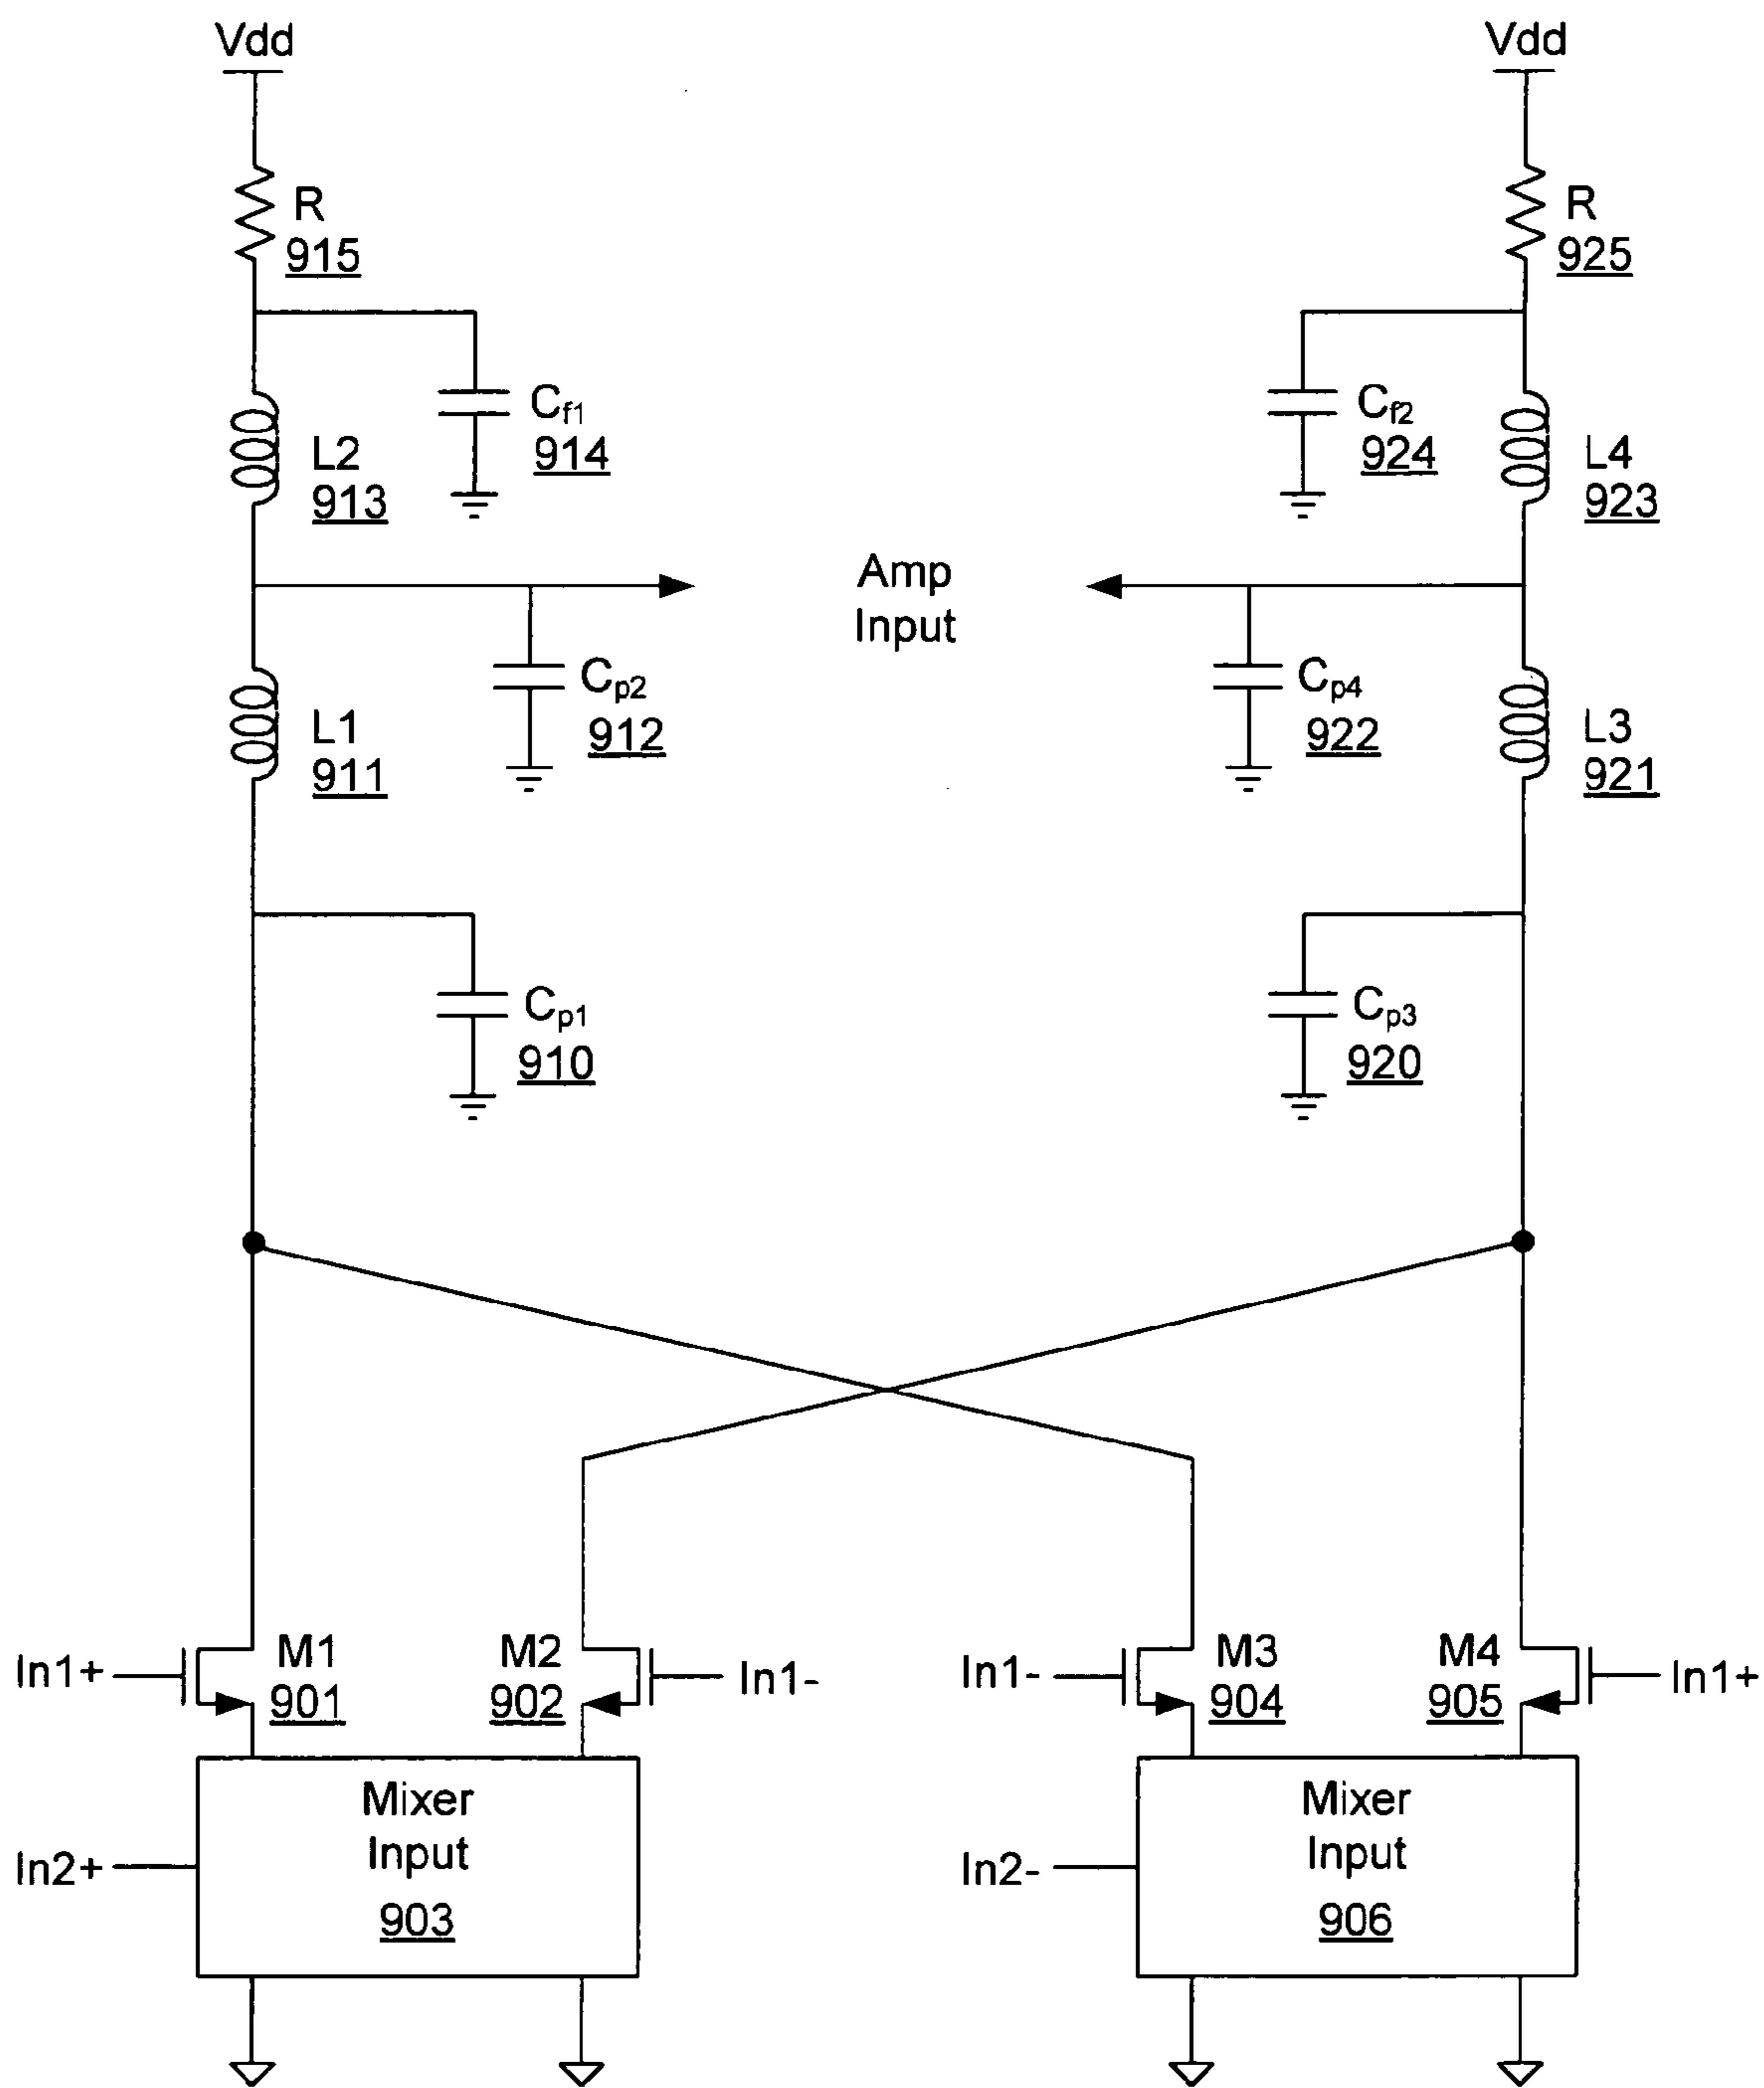 Vdd
Vdd
R
915
R
925
Cf1
914
Cf2
924
L2
913
L4
923
Amp
Input
Cp2
912
Cp4
922
L1
911
L3
921
Cp1
910
Cp3
920
In1+
M1
901
M2
902
In1-
In1-
M3
904
M4
905
In1+
Mixer
Input
903
Mixer
Input
906
In2+
In2-